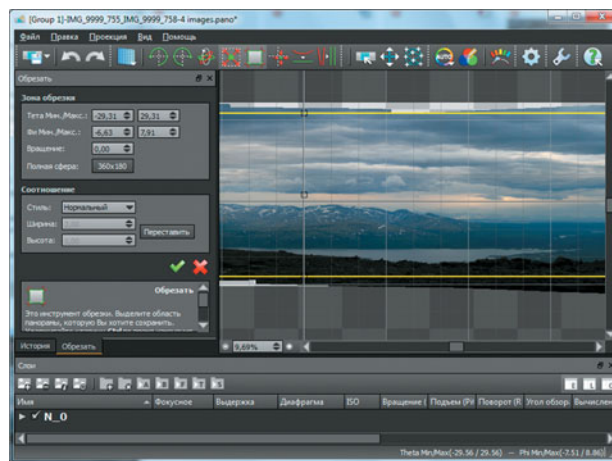 [Group 1]-IMG_9999_755_IMG_9999_758-4 images.pano*
Файл Правка Проекция Вид Помощь
Обрезать
Зона обрезки
Тета Мин./Макс.: -29,31 29,31
Фи Мин./Макс.: -6,63 7,91
Вращение: 0,00
Полная сфера: 360x180
Соотношение
Стиль: Нормальный
Ширина:
Переставить
Высота:
Обрезать
Это инструмент обрезки. Выделите область
панорамы, которую Вы хотите сохранить.
История Обрезать
9,69%
Слои
Имя Фокусное Выдержка Диафрагма ISO Вращение ( Подъем (Pi Поворот (R Угол обзор. Вычислен
N_0
Theta Min/Max(-29.56 / 29.56) — Phi Min/Max(-7.51 / 8.86)